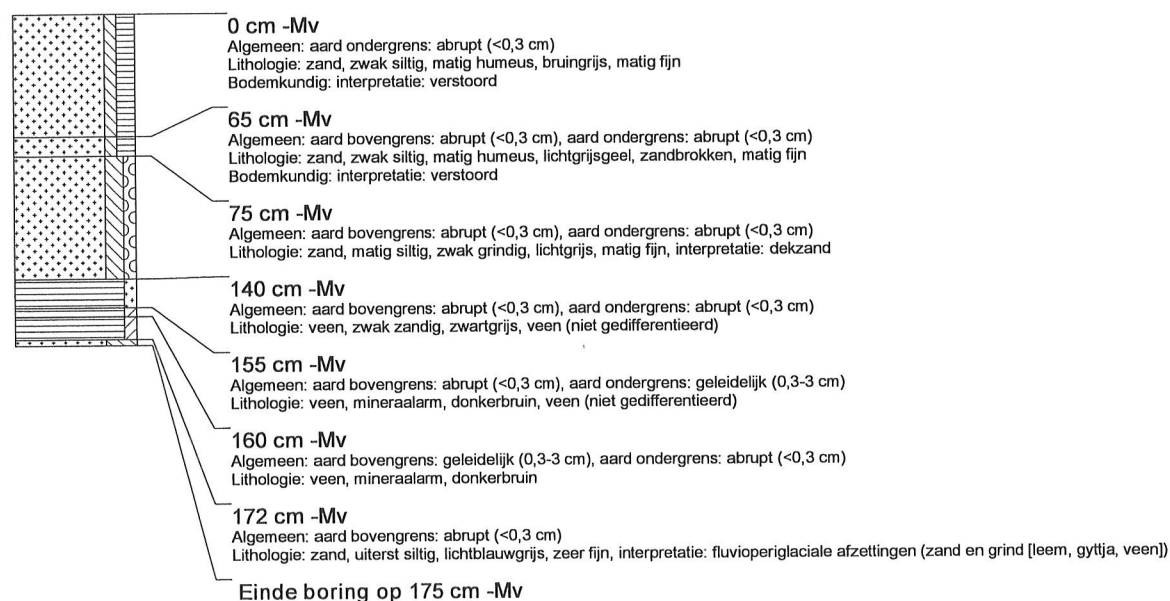 0 cm -Mv
Algemeen: aard ondergrens: abrupt (<0,3 cm)
Lithologie: zand, zwak siltig, matig humeus, bruingrijs, matig fijn
Bodemkundig: interpretatie: verstoord
65 cm -Mv
Algemeen: aard bovengrens: abrupt (<0,3 cm), aard ondergrens: abrupt (<0,3 cm)
Lithologie: zand, zwak siltig, matig humeus, lichtgrijsgeel, zandbrokken, matig fijn
Bodemkundig: interpretatie: verstoord
75 cm -Mv
Algemeen: aard bovengrens: abrupt (<0,3 cm), aard ondergrens: abrupt (<0,3 cm)
Lithologie: zand, matig siltig, zwak grindig, lichtgrijs, matig fijn, interpretatie: dekzand
140 cm -Mv
Algemeen: aard bovengrens: abrupt (<0,3 cm), aard ondergrens: abrupt (<0,3 cm)
Lithologie: veen, zwak zandig, zwartgrijs, veen (niet gedifferentieerd)
155 cm -Mv
Algemeen: aard bovengrens: abrupt (<0,3 cm), aard ondergrens: geleidelijk (0,3-3 cm)
Lithologie: veen, mineraalarm, donkerbruin, veen (niet gedifferentieerd)
160 cm -Mv
Algemeen: aard bovengrens: geleidelijk (0,3-3 cm), aard ondergrens: abrupt (<0,3 cm)
Lithologie: veen, mineraalarm, donkerbruin
172 cm -Mv
Algemeen: aard bovengrens: abrupt (<0,3 cm)
Lithologie: zand, uiterst siltig, lichtblauwgrijs, zeer fijn, interpretatie: fluvioperiglaciale afzettingen (zand en grind [leem, gyttja, veen])
Einde boring op 175 cm -Mv